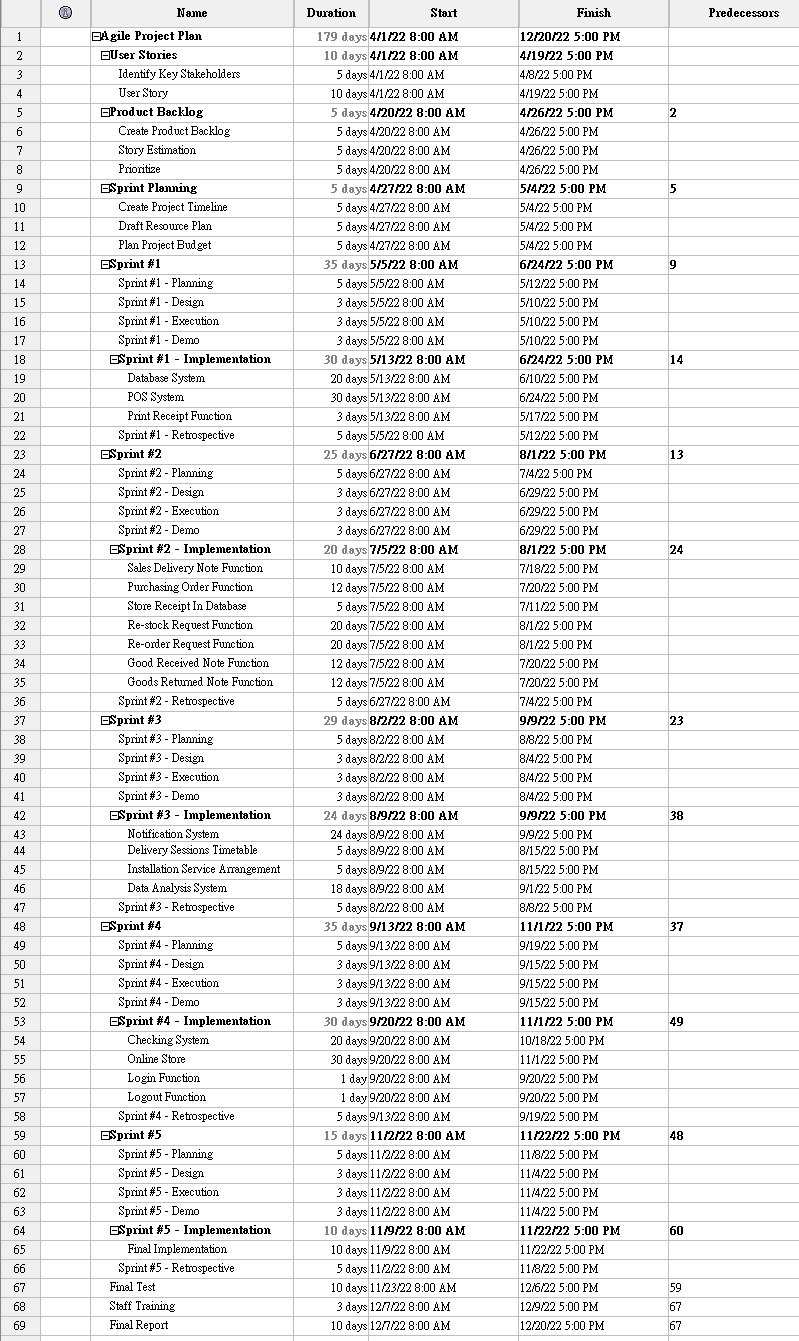 Name Duration Start Finish Predecessors
1 Agile Project Plan 179 days 4/1/22 8:00 AM 12/20/22 5:00 PM
2 User Stories 10 days 4/1/22 8:00 AM 4/19/22 5:00 PM
3 Identify Key Stakeholders 5 days 4/1/22 8:00 AM 4/8/22 5:00 PM
4 User Story 10 days 4/1/22 8:00 AM 4/19/22 5:00 PM
5 Product Backlog 5 days 4/20/22 8:00 AM 4/26/22 5:00 PM 2
6 Create Product Backlog 5 days 4/20/22 8:00 AM 4/26/22 5:00 PM
7 Story Estimation 5 days 4/20/22 8:00 AM 4/26/22 5:00 PM
8 Prioritize 5 days 4/20/22 8:00 AM 4/26/22 5:00 PM
9 Sprint Planning 5 days 4/27/22 8:00 AM 5/4/22 5:00 PM 5
10 Create Project Timeline 5 days 4/27/22 8:00 AM 5/4/22 5:00 PM
11 Draft Resource Plan 5 days 4/27/22 8:00 AM 5/4/22 5:00 PM
12 Plan Project Budget 5 days 4/27/22 8:00 AM 5/4/22 5:00 PM
13 Sprint #1 35 days 5/5/22 8:00 AM 6/24/22 5:00 PM 9
14 Sprint #1 - Planning 5 days 5/5/22 8:00 AM 5/12/22 5:00 PM
15 Sprint #1 - Design 3 days 5/5/22 8:00 AM 5/10/22 5:00 PM
16 Sprint #1 - Execution 3 days 5/5/22 8:00 AM 5/10/22 5:00 PM
17 Sprint #1 - Demo 3 days 5/5/22 8:00 AM 5/10/22 5:00 PM
18 Sprint #1 - Implementation 30 days 5/13/22 8:00 AM 6/24/22 5:00 PM 14
19 Database System 20 days 5/13/22 8:00 AM 6/10/22 5:00 PM
20 POS System 30 days 5/13/22 8:00 AM 6/24/22 5:00 PM
21 Print Receipt Function 3 days 5/13/22 8:00 AM 5/17/22 5:00 PM
22 Sprint #1 - Retrospective 5 days 5/5/22 8:00 AM 5/12/22 5:00 PM
23 Sprint #2 25 days 6/27/22 8:00 AM 8/1/22 5:00 PM 13
24 Sprint #2 - Planning 5 days 6/27/22 8:00 AM 7/4/22 5:00 PM
25 Sprint #2 - Design 3 days 6/27/22 8:00 AM 6/29/22 5:00 PM
26 Sprint #2 - Execution 3 days 6/27/22 8:00 AM 6/29/22 5:00 PM
27 Sprint #2 - Demo 3 days 6/27/22 8:00 AM 6/29/22 5:00 PM
28 Sprint #2 - Implementation 20 days 7/5/22 8:00 AM 8/1/22 5:00 PM 24
29 Sales Delivery Note Function 10 days 7/5/22 8:00 AM 7/18/22 5:00 PM
30 Purchasing Order Function 12 days 7/5/22 8:00 AM 7/20/22 5:00 PM
31 Store Receipt In Database 5 days 7/5/22 8:00 AM 7/11/22 5:00 PM
32 Re-stock Request Function 20 days 7/5/22 8:00 AM 8/1/22 5:00 PM
33 Re-order Request Function 20 days 7/5/22 8:00 AM 8/1/22 5:00 PM
34 Good Received Note Function 12 days 7/5/22 8:00 AM 7/20/22 5:00 PM
35 Goods Returned Note Function 12 days 7/5/22 8:00 AM 7/20/22 5:00 PM
36 Sprint #2 - Retrospective 5 days 6/27/22 8:00 AM 7/4/22 5:00 PM
37 Sprint #3 29 days 8/2/22 8:00 AM 9/9/22 5:00 PM 23
38 Sprint #3 - Planning 5 days 8/2/22 8:00 AM 8/8/22 5:00 PM
39 Sprint #3 - Design 3 days 8/2/22 8:00 AM 8/4/22 5:00 PM
40 Sprint #3 - Execution 3 days 8/2/22 8:00 AM 8/4/22 5:00 PM
41 Sprint #3 - Demo 3 days 8/2/22 8:00 AM 8/4/22 5:00 PM
42 Sprint #3 - Implementation 24 days 8/9/22 8:00 AM 9/9/22 5:00 PM 38
43 Notification System 24 days 8/9/22 8:00 AM 9/9/22 5:00 PM
44 Delivery Sessions Timetable 5 days 8/9/22 8:00 AM 8/15/22 5:00 PM
45 Installation Service Arrangement 5 days 8/9/22 8:00 AM 8/15/22 5:00 PM
46 Data Analysis System 18 days 8/9/22 8:00 AM 9/1/22 5:00 PM
47 Sprint #3 - Retrospective 5 days 8/2/22 8:00 AM 8/8/22 5:00 PM
48 Sprint #4 35 days 9/13/22 8:00 AM 11/1/22 5:00 PM 37
49 Sprint #4 - Planning 5 days 9/13/22 8:00 AM 9/19/22 5:00 PM
50 Sprint #4 - Design 3 days 9/13/22 8:00 AM 9/15/22 5:00 PM
51 Sprint #4 - Execution 3 days 9/13/22 8:00 AM 9/15/22 5:00 PM
52 Sprint #4 - Demo 3 days 9/13/22 8:00 AM 9/15/22 5:00 PM
53 Sprint #4 - Implementation 30 days 9/20/22 8:00 AM 11/1/22 5:00 PM 49
54 Checking System 20 days 9/20/22 8:00 AM 10/18/22 5:00 PM
55 Online Store 30 days 9/20/22 8:00 AM 11/1/22 5:00 PM
56 Login Function 1 day 9/20/22 8:00 AM 9/20/22 5:00 PM
57 Logout Function 1 day 9/20/22 8:00 AM 9/20/22 5:00 PM
58 Sprint #4 - Retrospective 5 days 9/13/22 8:00 AM 9/19/22 5:00 PM
59 Sprint #5 15 days 11/2/22 8:00 AM 11/22/22 5:00 PM 48
60 Sprint #5 - Planning 5 days 11/2/22 8:00 AM 11/8/22 5:00 PM
61 Sprint #5 - Design 3 days 11/2/22 8:00 AM 11/4/22 5:00 PM
62 Sprint #5 - Execution 3 days 11/2/22 8:00 AM 11/4/22 5:00 PM
63 Sprint #5 - Demo 3 days 11/2/22 8:00 AM 11/4/22 5:00 PM
64 Sprint #5 - Implementation 10 days 11/9/22 8:00 AM 11/22/22 5:00 PM 60
65 Final Implementation 10 days 11/9/22 8:00 AM 11/22/22 5:00 PM
66 Sprint #5 - Retrospective 5 days 11/2/22 8:00 AM 11/8/22 5:00 PM
67 Final Test 10 days 11/23/22 8:00 AM 12/6/22 5:00 PM 59
68 Staff Training 3 days 12/7/22 8:00 AM 12/9/22 5:00 PM 67
69 Final Report 10 days 12/7/22 8:00 AM 12/20/22 5:00 PM 67